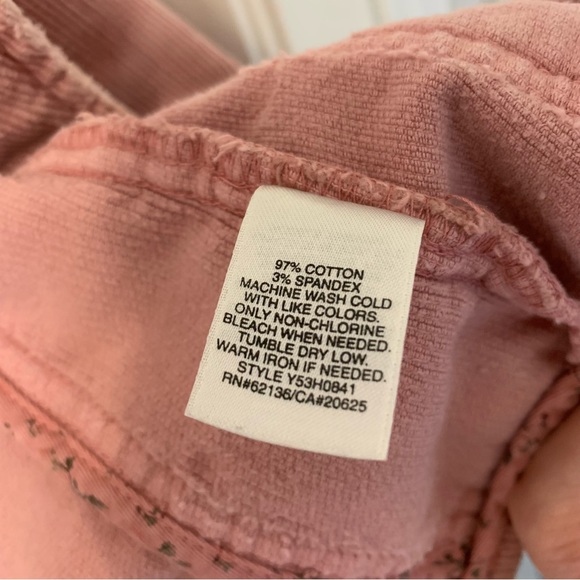 97% COTTON
3% SPANDEX
MACHINE WASH COLD
WITH LIKE COLORS.
ONLY NON-CHLORINE
BLEACH WHEN NEEDED.
TUMBLE DRY LOW.
WARM IRON IF NEEDED.
STYLE Y53H0841
RN#62136/CA#20625